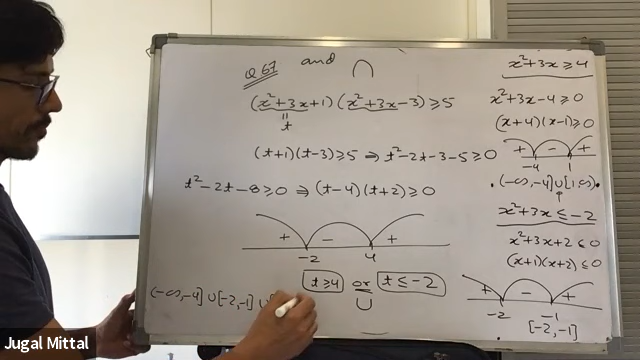 Q 67 and ∩
(x²+3x+1)(x²+3x-3)≥5
॥
t
(t+1)(t-3)≥5 ⇒ t²-2t-3-5≥0
t²-2t-8≥0 ⇒ (t-4)(t+2)≥0
+ - +
-2 4
t≥4 or t≤-2
∪
(-∞,-4]∪[-2,-1]∪[
x²+3x≥4
x²+3x-4≥0
(x+4)(x-1)≥0
+ - +
-4 1
(-∞,-4]∪[1,∞)
x²+3x≤-2
x²+3x+2≤0
(x+1)(x+2)≤0
+ - +
-2 -1
[-2,-1]
Jugal Mittal